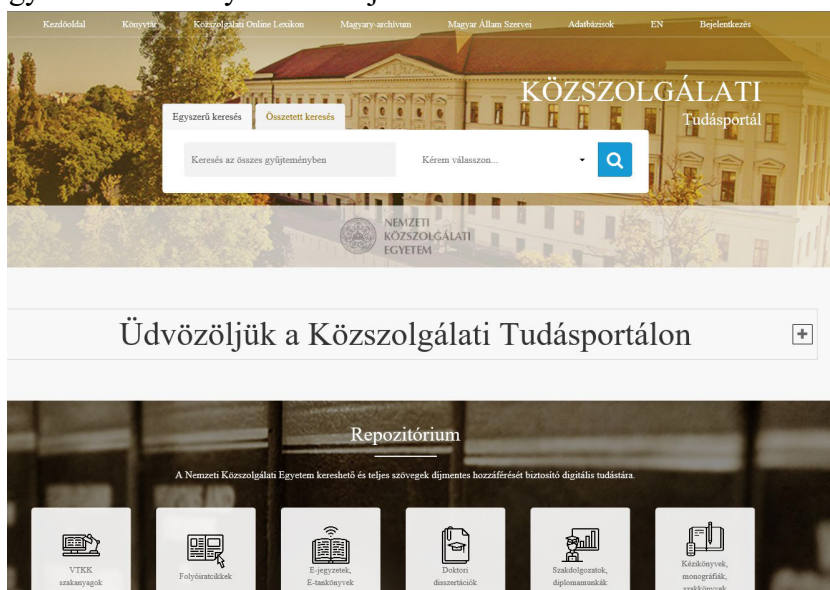 Kezdőoldal Könyvtár Közszolgálati Online Lexikon Magyary-archívum Magyar Állam Szervei Adatbázisok EN Bejelentkezés
KÖZSZOLGÁLATI
Tudásportál
Egyszerű keresés Összetett keresés
Keresés az összes gyűjteményben Kérem válasszon...
NEMZETI
KÖZSZOLGÁLATI
EGYETEM
Üdvözöljük a Közszolgálati Tudásportálon
Repozitórium
A Nemzeti Közszolgálati Egyetem kereshető és teljes szövegek díjmentes hozzáférését biztosító digitális tudástára.
VTKK
szakanyagok
Folyóiratcikkek
E-jegyzetek,
E-tankönyvek
Doktori
disszertációk
Szakdolgozatok,
diplomamunkák
Kézikönyvek,
monográfiák,
szakkönyvek